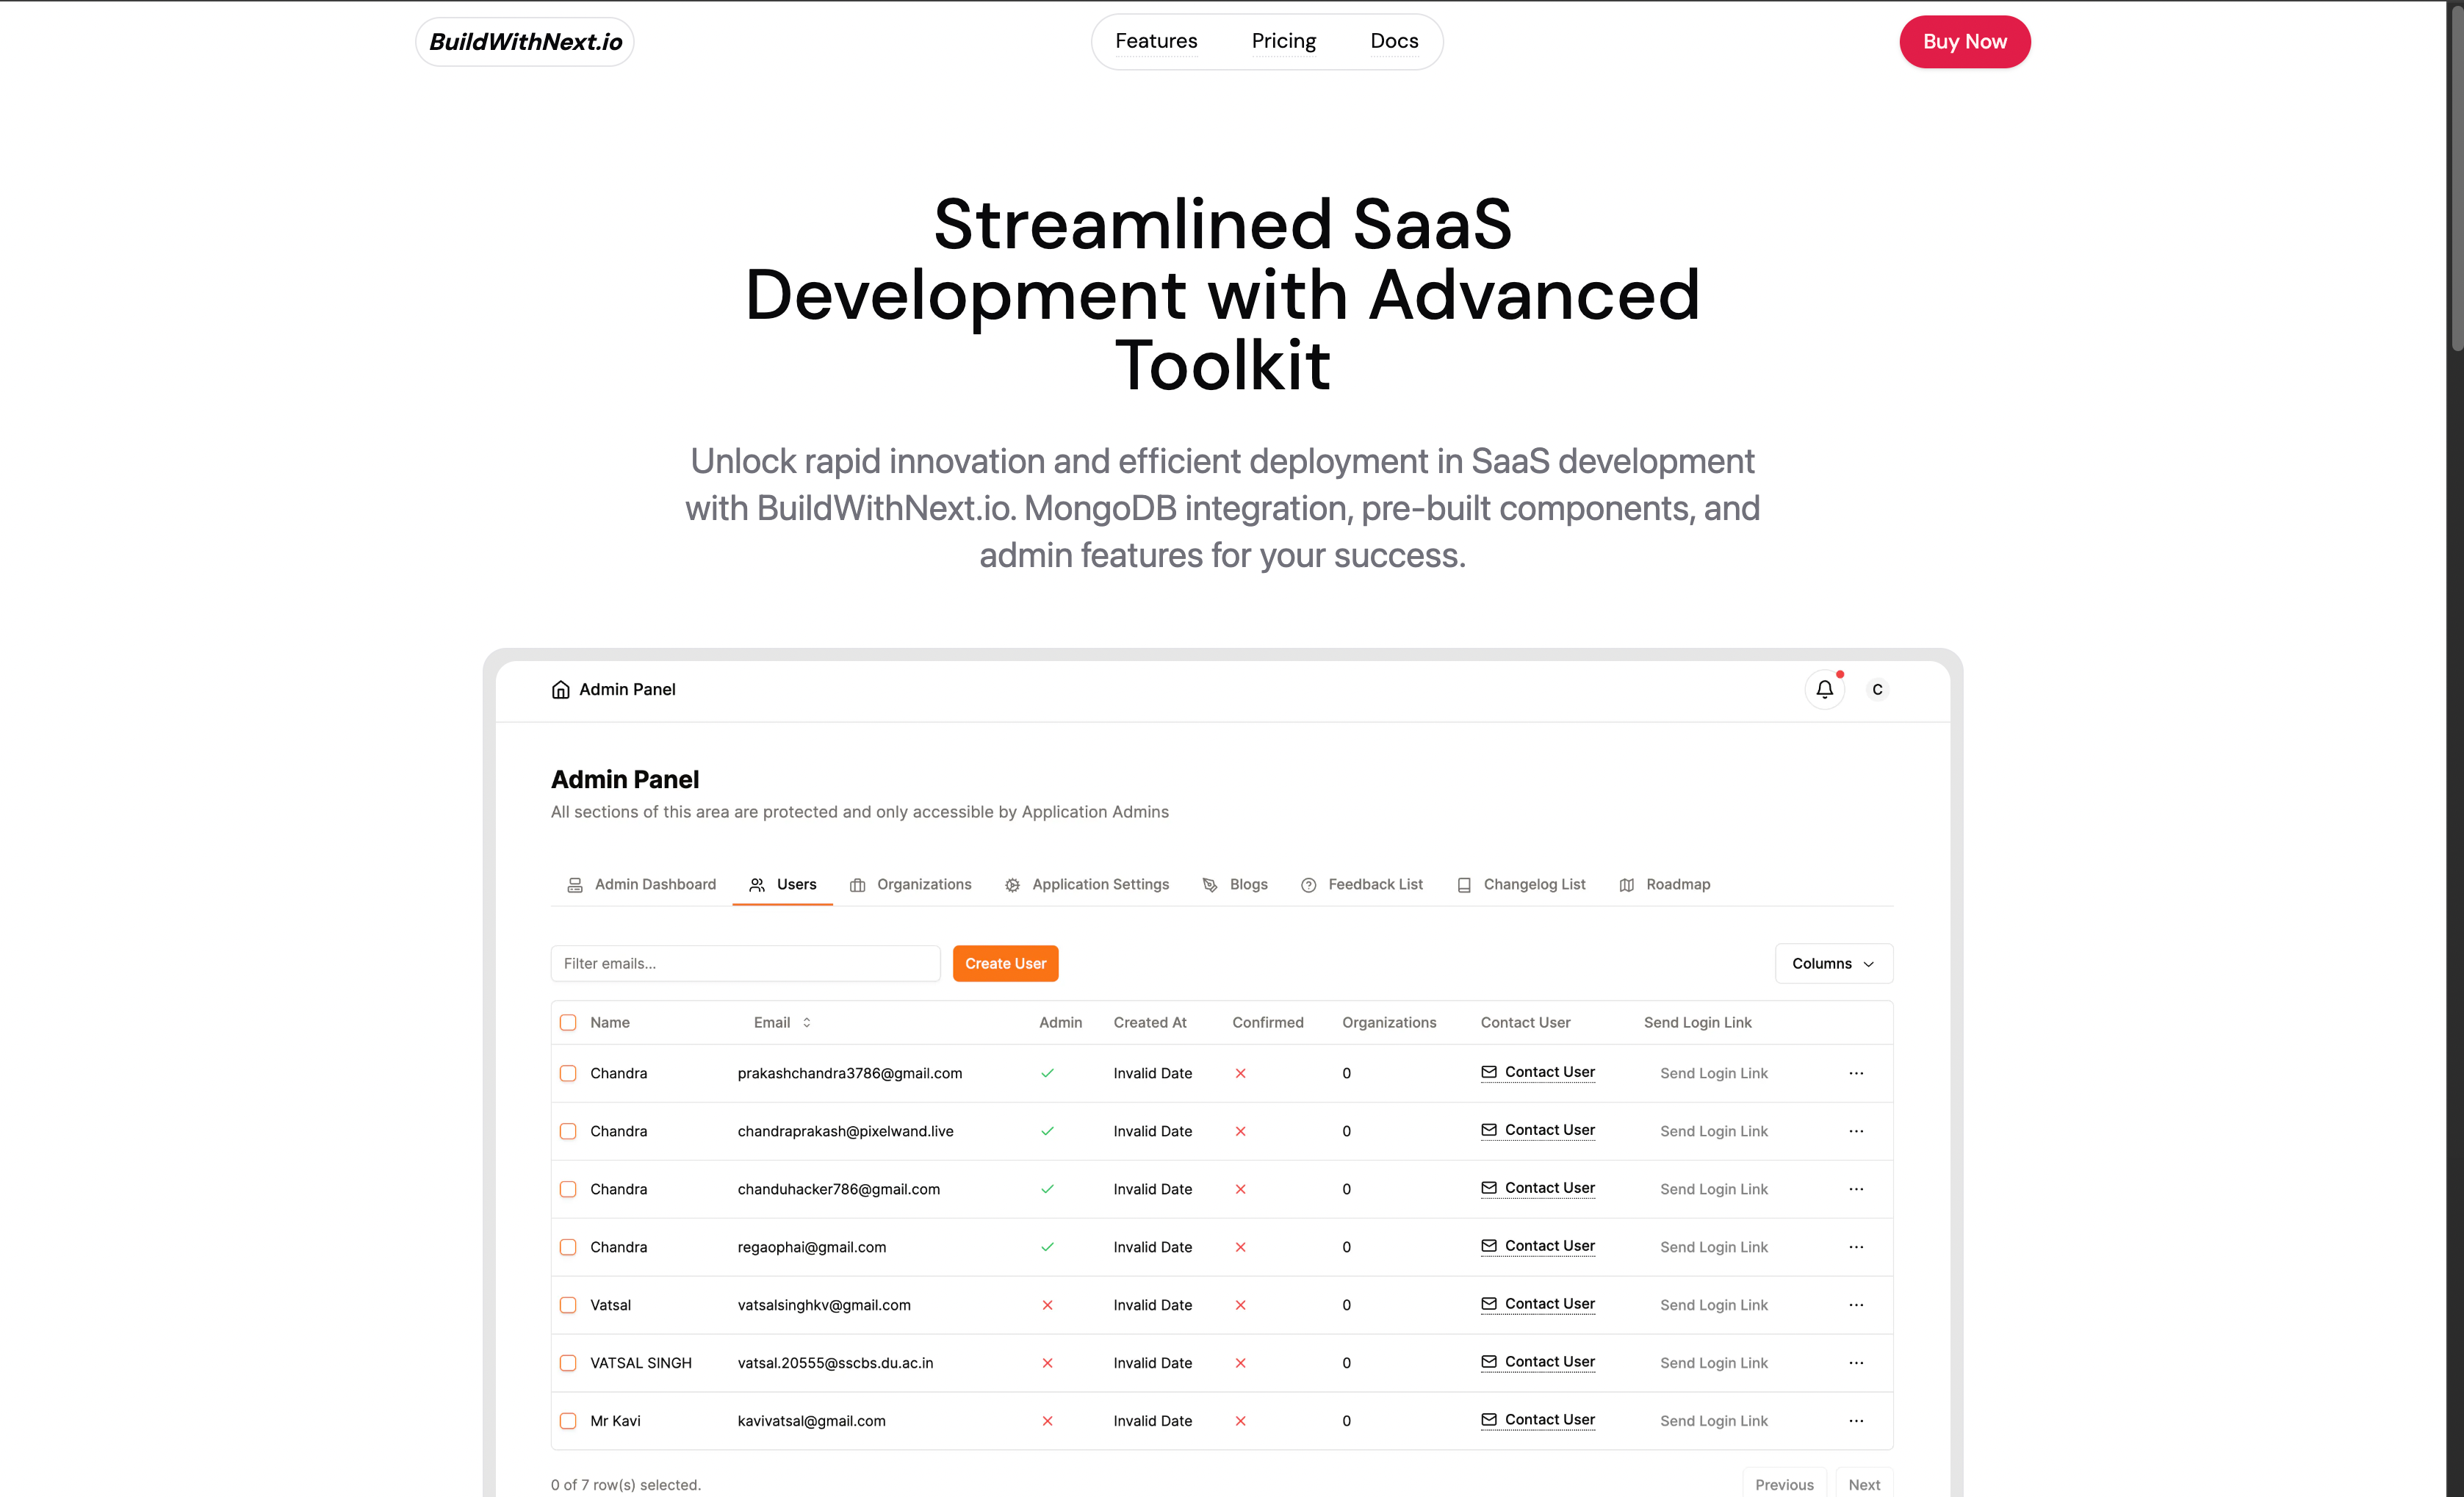 BuildWithNext.io
Features Pricing Docs
Buy Now
Streamlined SaaS
Development with Advanced
Toolkit
Unlock rapid innovation and efficient deployment in SaaS development
with BuildWithNext.io. MongoDB integration, pre-built components, and
admin features for your success.
Admin Panel
C
Admin Panel
All sections of this area are protected and only accessible by Application Admins
Admin Dashboard Users Organizations Application Settings Blogs Feedback List Changelog List Roadmap
Filter emails... Create User Columns
Name Email Admin Created At Confirmed Organizations Contact User Send Login Link
Chandra prakashchandra3786@gmail.com Invalid Date 0 Contact User Send Login Link
Chandra chandraprakash@pixelwand.live Invalid Date 0 Contact User Send Login Link
Chandra chanduhacker786@gmail.com Invalid Date 0 Contact User Send Login Link
Chandra regaophai@gmail.com Invalid Date 0 Contact User Send Login Link
Vatsal vatsalsinghkv@gmail.com Invalid Date 0 Contact User Send Login Link
VATSAL SINGH vatsal.20555@sscbs.du.ac.in Invalid Date 0 Contact User Send Login Link
Mr Kavi kavivatsal@gmail.com Invalid Date 0 Contact User Send Login Link
0 of 7 row(s) selected. Previous Next